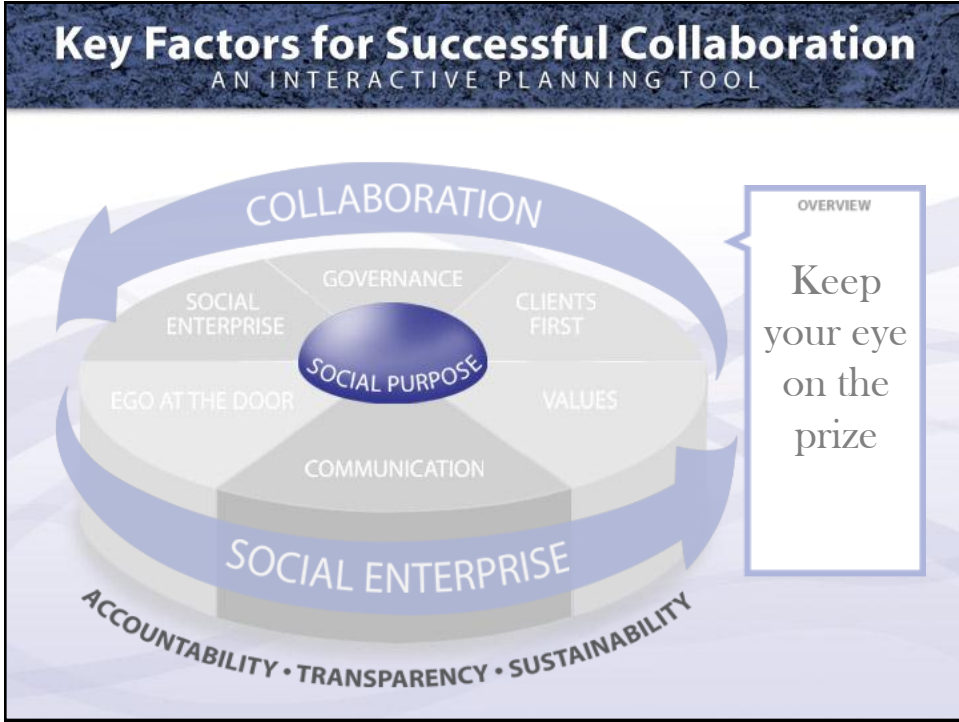 Key Factors for Successful Collaboration
AN INTERACTIVE PLANNING TOOL
COLLABORATION
GOVERNANCE
SOCIAL
ENTERPRISE
CLIENTS
FIRST
SOCIAL PURPOSE
EGO AT THE DOOR
VALUES
COMMUNICATION
SOCIAL ENTERPRISE
ACCOUNTABILITY • TRANSPARENCY • SUSTAINABILITY
OVERVIEW
Keep
your eye
on the
prize